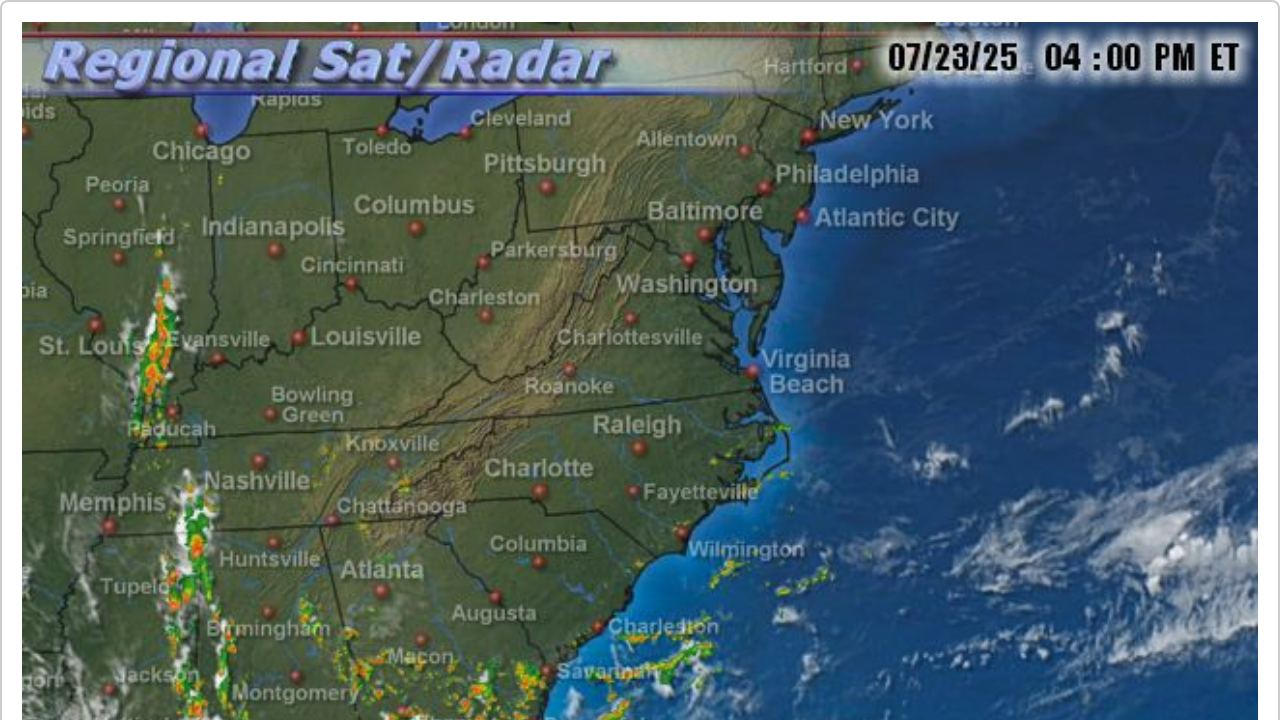 London
Boston
Regional Sat/Radar
07/23/25 04 :00 PM ET
Hartford
Rapids
Cleveland
New York
Chicago
Toledo
Allentown
Pittsburgh
Philadelphia
Peoria
Columbus
Baltimore
Atlantic City
Springfield
Indianapolis
Parkersburg
Cincinnati
Washington
Charleston
St. Louis
Evansville
Louisville
Charlottesville
Virginia
Beach
Roanoke
Bowling
Green
Paducah
Raleigh
Knoxville
Nashville
Charlotte
Memphis
Chattanooga
Fayetteville
Huntsville
Columbia
Wilmington
Tupelo
Atlanta
Augusta
Birmingham
Charleston
Macon
Jackson
Savannah
Montgomery